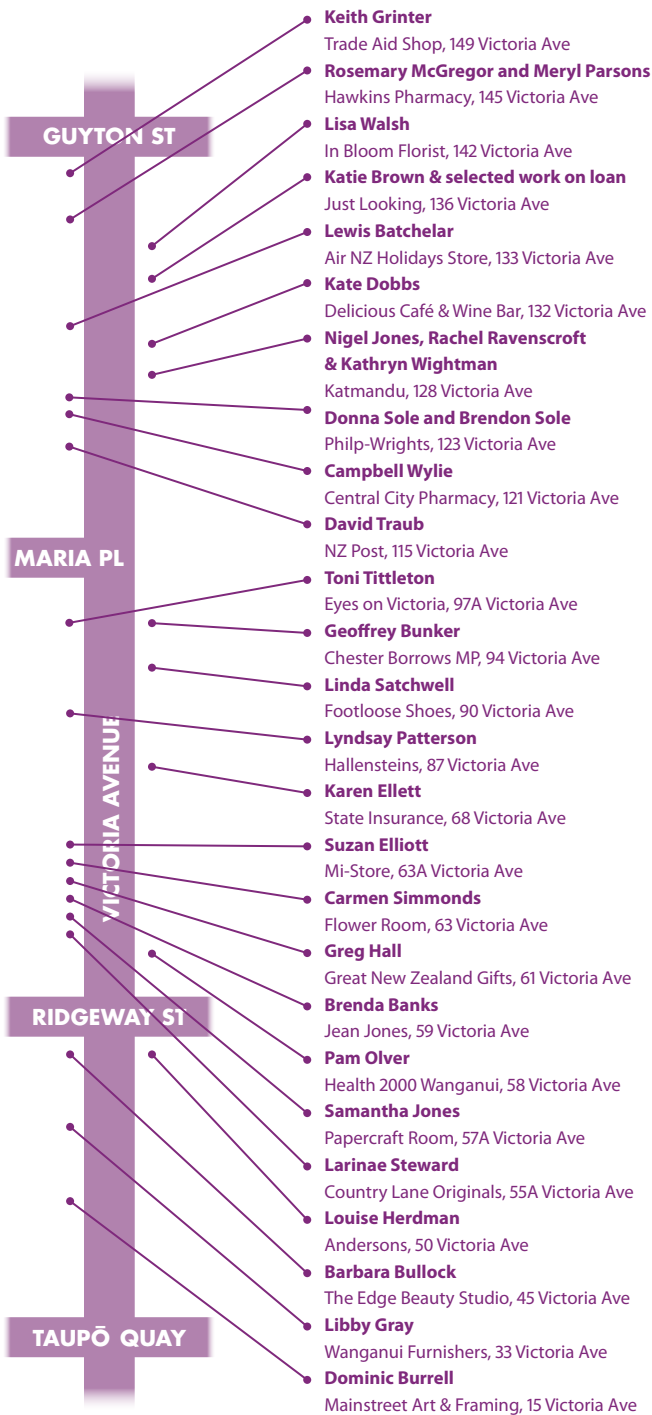 Keith Grinter
Trade Aid Shop, 149 Victoria Ave
Rosemary McGregor and Meryl Parsons
Hawkins Pharmacy, 145 Victoria Ave
GUYTON ST
Lisa Walsh
In Bloom Florist, 142 Victoria Ave
Katie Brown & selected work on loan
Just Looking, 136 Victoria Ave
Lewis Batchelar
Air NZ Holidays Store, 133 Victoria Ave
Kate Dobbs
Delicious Café & Wine Bar, 132 Victoria Ave
Nigel Jones, Rachel Ravenscroft
& Kathryn Wightman
Katmandu, 128 Victoria Ave
Donna Sole and Brendon Sole
Philp-Wrights, 123 Victoria Ave
Campbell Wylie
Central City Pharmacy, 121 Victoria Ave
David Traub
NZ Post, 115 Victoria Ave
MARIA PL
Toni Tittleton
Eyes on Victoria, 97A Victoria Ave
Geoffrey Bunker
Chester Borrows MP, 94 Victoria Ave
Linda Satchwell
Footloose Shoes, 90 Victoria Ave
Lyndsay Patterson
Hallensteins, 87 Victoria Ave
VICTORIA AVENUE
Karen Ellett
State Insurance, 68 Victoria Ave
Suzan Elliott
Mi-Store, 63A Victoria Ave
Carmen Simmonds
Flower Room, 63 Victoria Ave
Greg Hall
Great New Zealand Gifts, 61 Victoria Ave
Brenda Banks
Jean Jones, 59 Victoria Ave
RIDGEWAY ST
Pam Olver
Health 2000 Wanganui, 58 Victoria Ave
Samantha Jones
Papercraft Room, 57A Victoria Ave
Larinae Steward
Country Lane Originals, 55A Victoria Ave
Louise Herdman
Andersons, 50 Victoria Ave
Barbara Bullock
The Edge Beauty Studio, 45 Victoria Ave
Libby Gray
Wanganui Furnishers, 33 Victoria Ave
TAUPŌ QUAY
Dominic Burrell
Mainstreet Art & Framing, 15 Victoria Ave